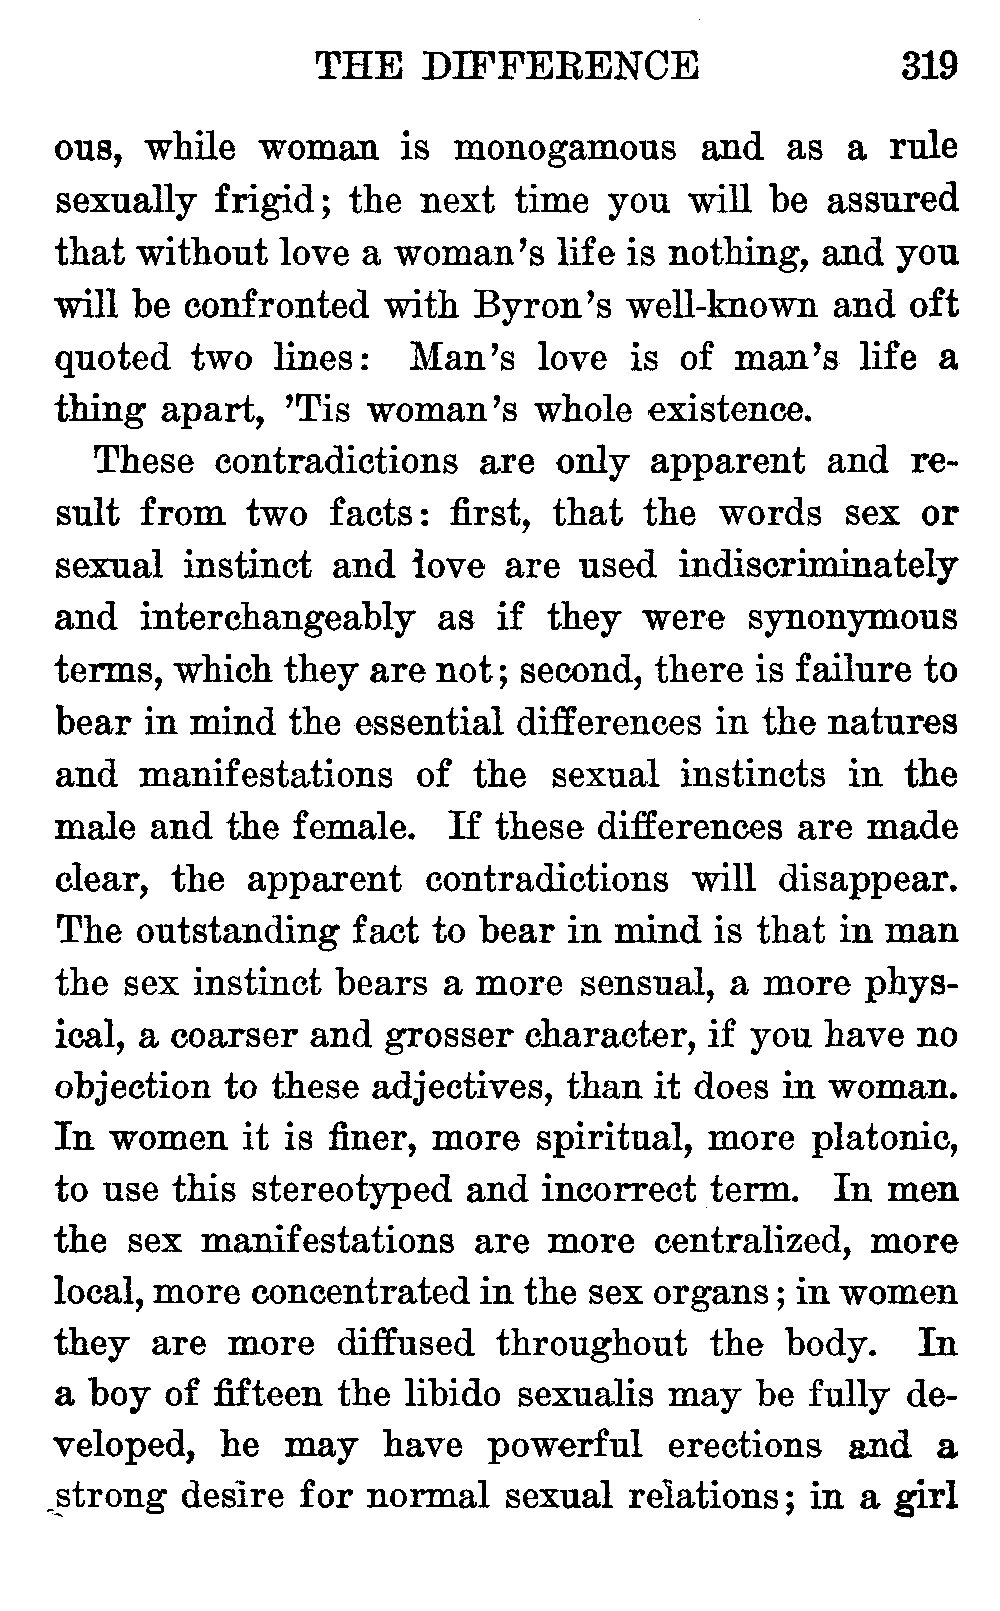 THE DIFFERENCE 319
ous, while woman is monogamous and as a rule
sexually frigid; the next time you will be assured
that without love a woman's life is nothing, and you
will be confronted with Byron's well-known and oft
quoted two lines: Man's love is of man's life a
thing apart, 'Tis woman's whole existence.
These contradictions are only apparent and re-
sult from two facts: first, that the words sex or
sexual instinct and love are used indiscriminately
and interchangeably as if they were synonymous
terms, which they are not; second, there is failure to
bear in mind the essential differences in the natures
and manifestations of the sexual instincts in the
male and the female. If these differences are made
clear, the apparent contradictions will disappear.
The outstanding fact to bear in mind is that in man
the sex instinct bears a more sensual, a more phys-
ical, a coarser and grosser character, if you have no
objection to these adjectives, than it does in woman.
In women it is finer, more spiritual, more platonic,
to use this stereotyped and incorrect term. In men
the sex manifestations are more centralized, more
local, more concentrated in the sex organs; in women
they are more diffused throughout the body. In
a boy of fifteen the libido sexualis may be fully de-
veloped, he may have powerful erections and a
strong desire for normal sexual relations; in a girl